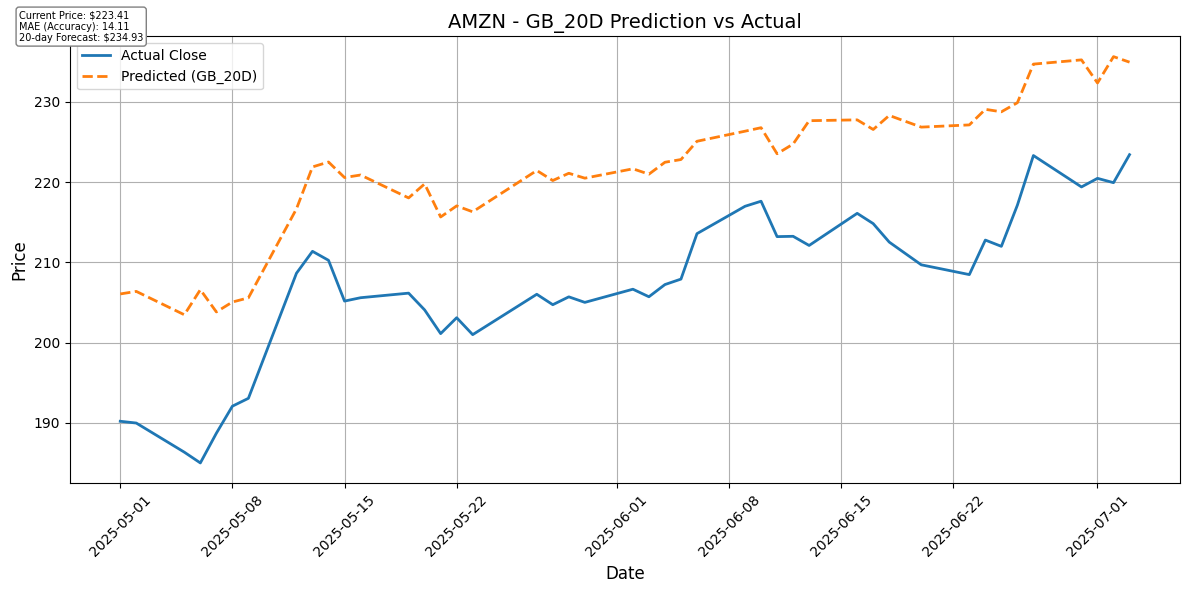 AMZN - GB_20D Prediction vs Actual
Current Price: $223.41
MAE (Accuracy): 14.11
20-day Forecast: $234.93
Actual Close
Predicted (GB_20D)
Price
230
220
210
200
190
2025-05-01
2025-05-08
2025-05-15
2025-05-22
2025-06-01
2025-06-08
2025-06-15
2025-06-22
2025-07-01
Date